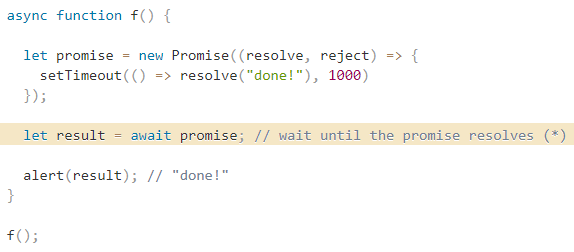 async function f() {
let promise = new Promise((resolve, reject) => {
setTimeout(() => resolve("done!"), 1000)
});
let result = await promise; // wait until the promise resolves (*)
alert(result); // "done!"
}
f();